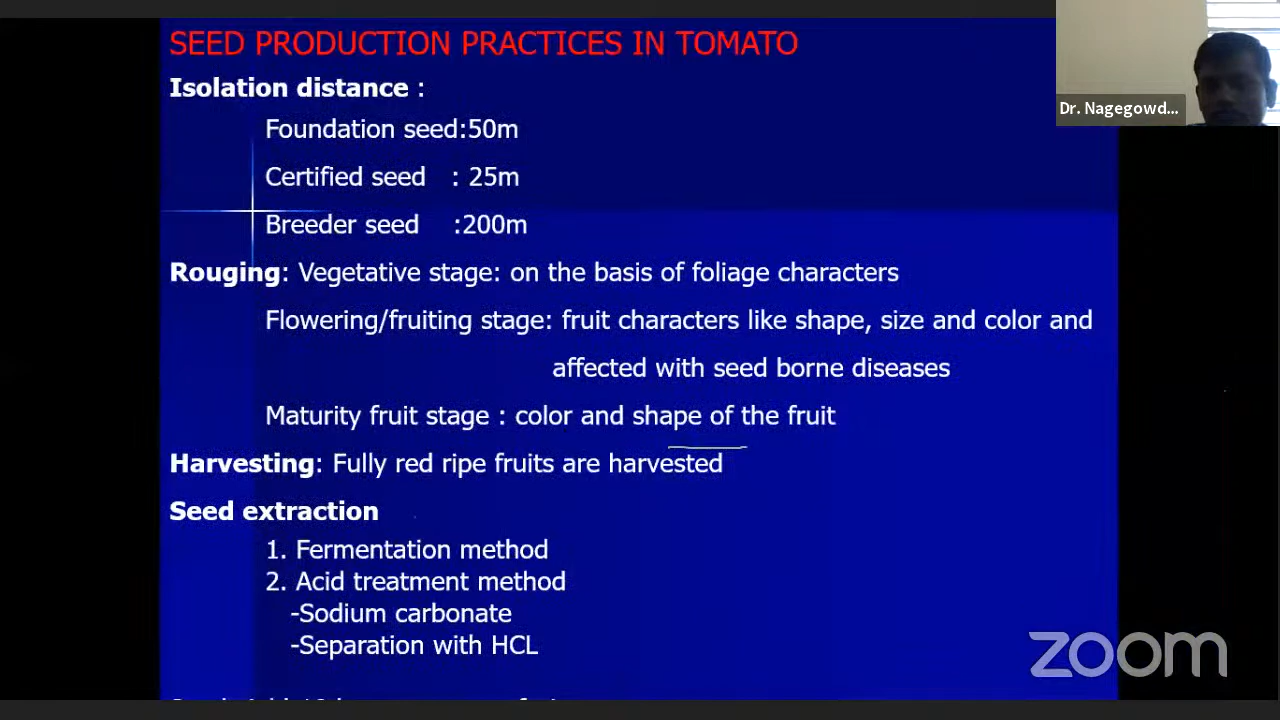 SEED PRODUCTION PRACTICES IN TOMATO
Isolation distance :
Foundation seed:50m
Certified seed : 25m
Breeder seed :200m
Rouging: Vegetative stage: on the basis of foliage characters
Flowering/fruiting stage: fruit characters like shape, size and color and
affected with seed borne diseases
Maturity fruit stage : color and shape of the fruit
Harvesting: Fully red ripe fruits are harvested
Seed extraction
1. Fermentation method
2. Acid treatment method
-Sodium carbonate
-Separation with HCL
Dr. Nagegowd...
zoom